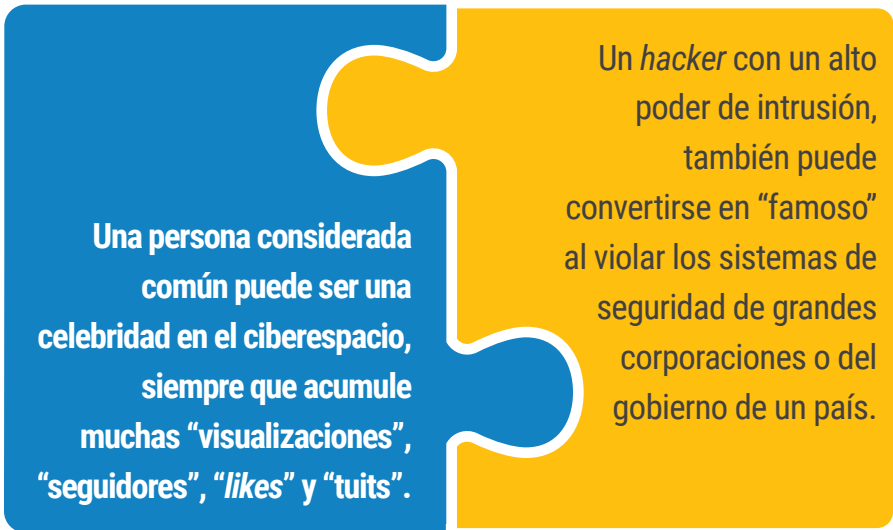 Una persona considerada
común puede ser una
celebridad en el ciberespacio,
siempre que acumule
muchas “visualizaciones”,
“seguidores”, “likes” y “tuits”.
Un hacker con un alto
poder de intrusión,
también puede
convertirse en “famoso”
al violar los sistemas de
seguridad de grandes
corporaciones o del
gobierno de un país.